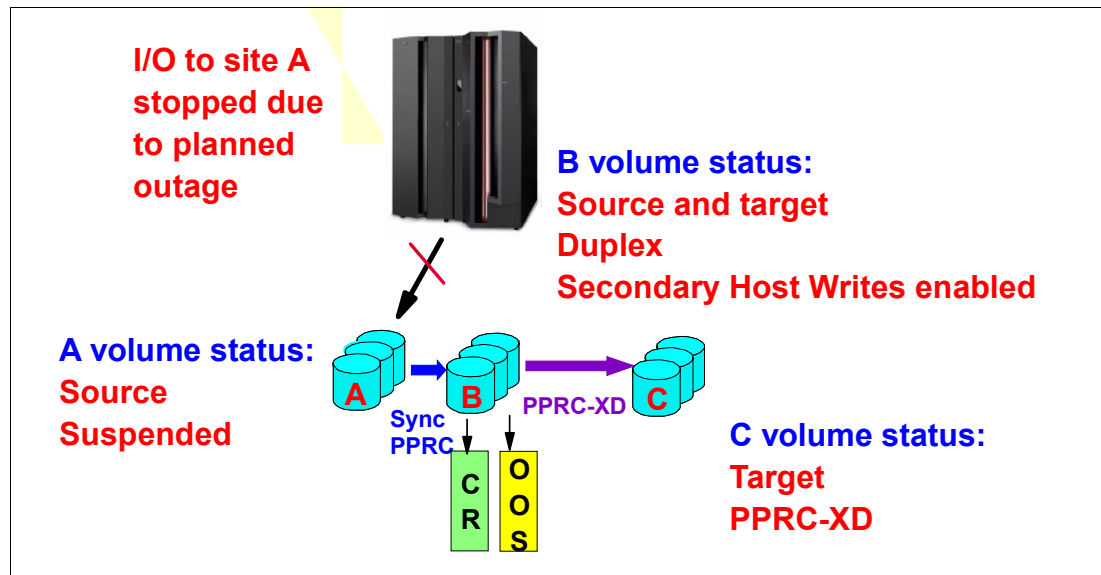 I/O to site A
stopped due
to planned
outage
B volume status:
Source and target
Duplex
Secondary Host Writes enabled
A volume status:
Source
Suspended
A
B
C
Sync
PPRC
PPRC-XD
C
R
O
O
S
C volume status:
Target
PPRC-XD